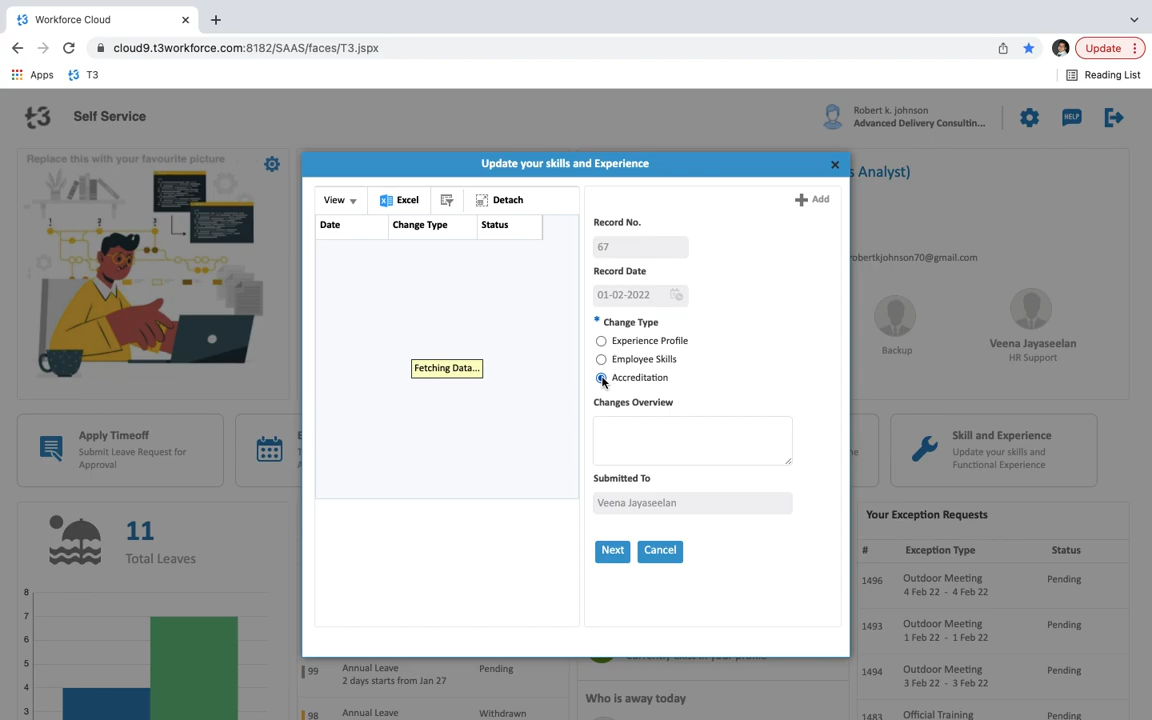 Workforce Cloud
cloud9.t3workforce.com:8182/SAAS/faces/T3.jspx
Update
Apps
T3
Reading List
t3
Self Service
Robert k. johnson
Advanced Delivery Consultin...
HELP
Replace this with your favourite picture
Update your skills and Experience
s Analyst)
View
Excel
Detach
Add
Date
Change Type
Status
Record No.
67
robertkjohnson70@gmail.com
Record Date
01-02-2022
* Change Type
Experience Profile
Backup
Veena Jayaseelan
HR Support
Employee Skills
Fetching Data...
Accreditation
Changes Overview
Apply Timeoff
Submit Leave Request for
Approval
Skill and Experience
Update your skills and
Functional Experience
Submitted To
Veena Jayaseelan
Next
Cancel
11
Total Leaves
8
7
6
5
4
3
Your Exception Requests
#
Exception Type
Status
1496
Outdoor Meeting
Pending
4 Feb 22 - 4 Feb 22
1493
Outdoor Meeting
Pending
1 Feb 22 - 1 Feb 22
1494
Outdoor Meeting
Pending
3 Feb 22 - 3 Feb 22
1483
Official Training
99
Annual Leave
Pending
2 days starts from Jan 27
98
Annual Leave
Withdrawn
Who is away today